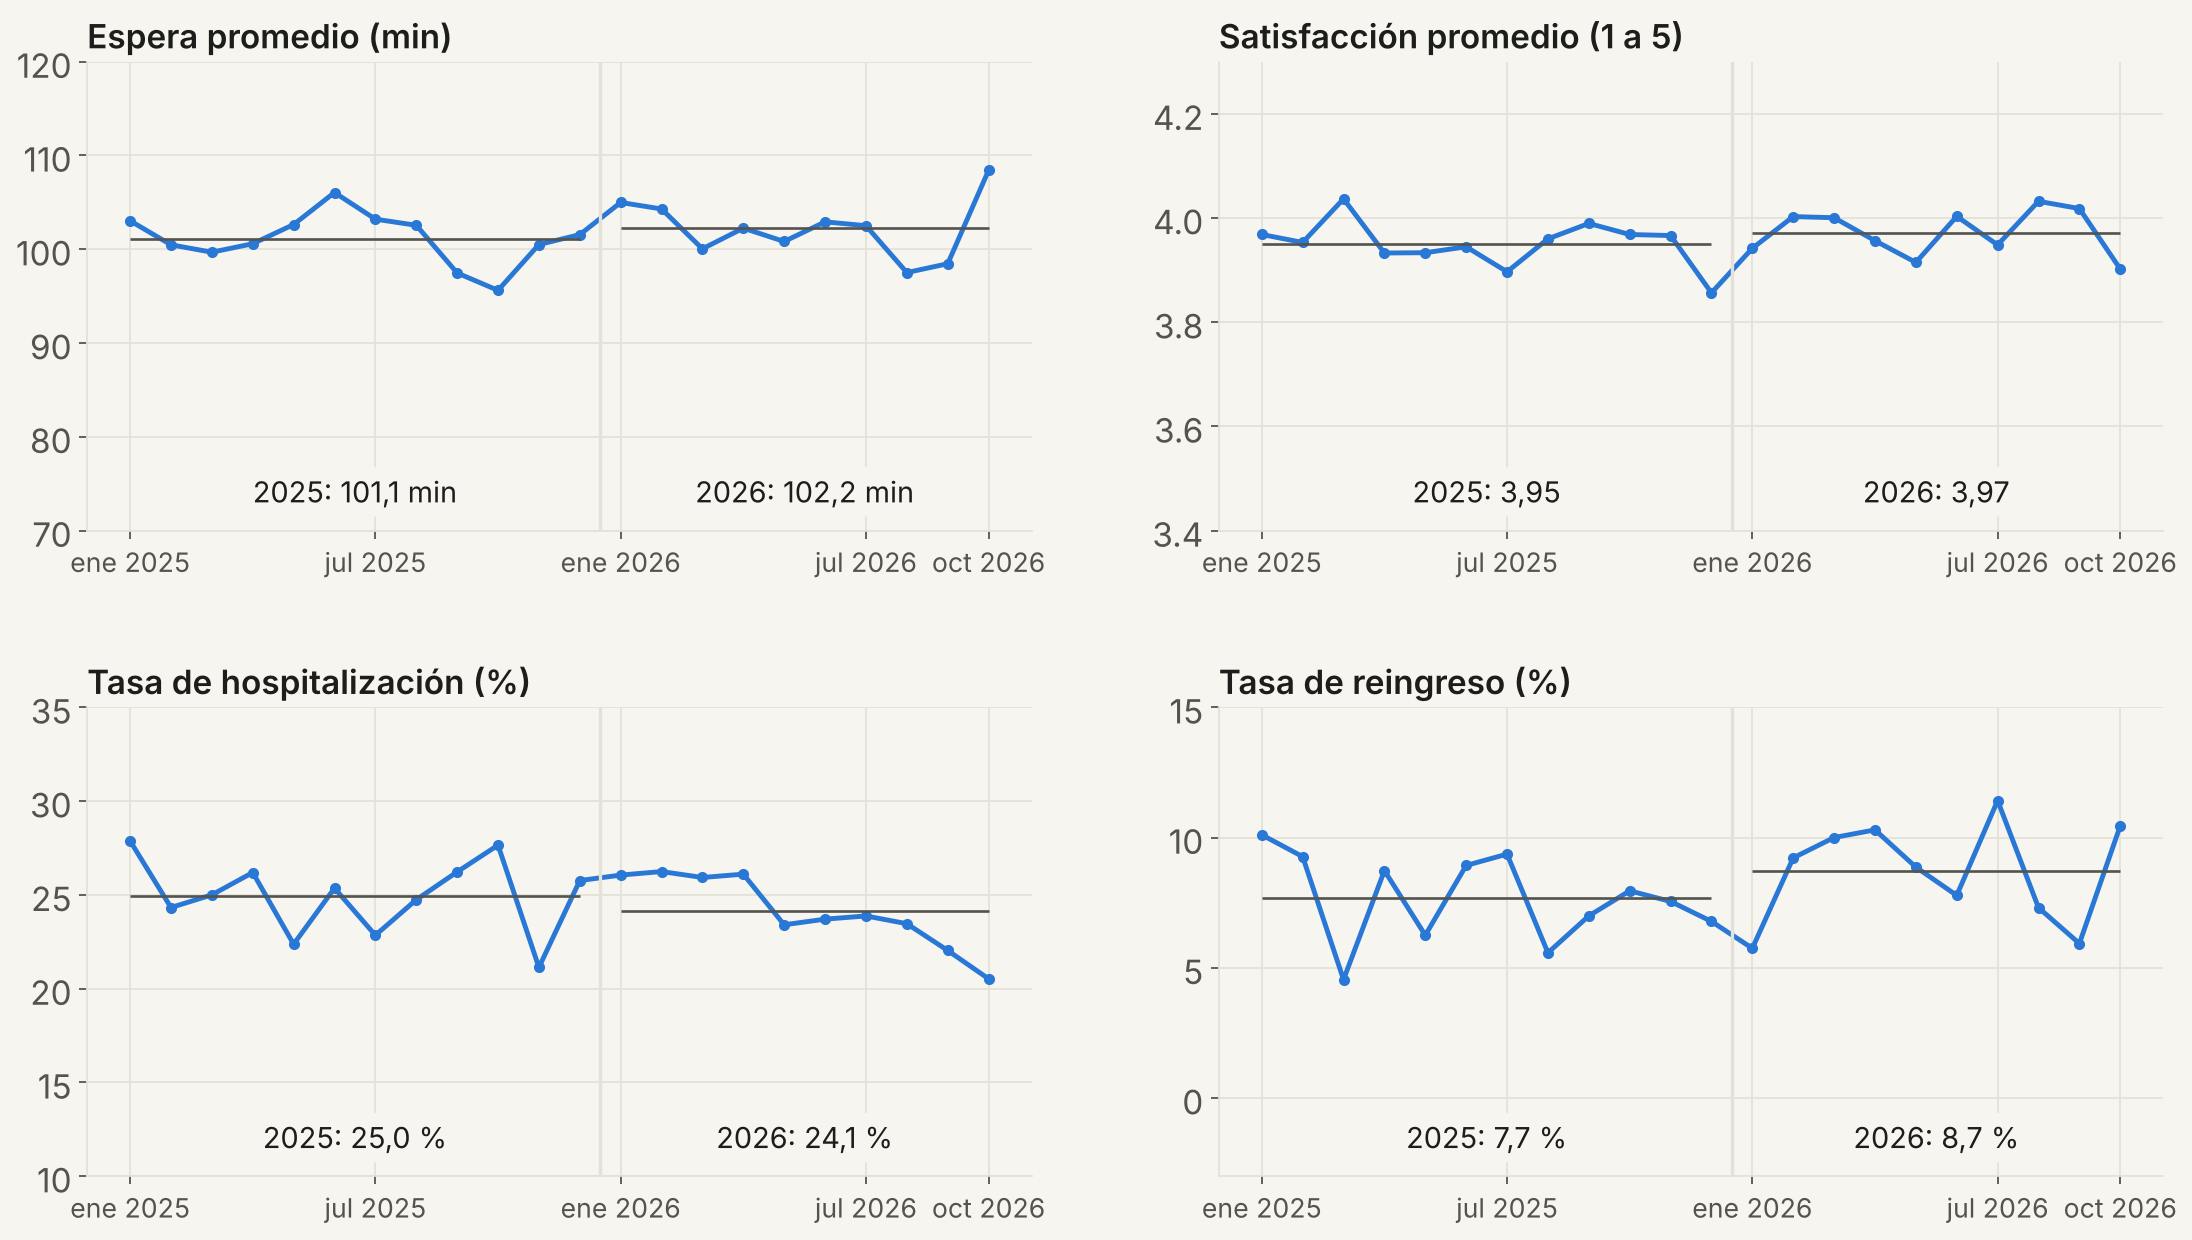 Espera promedio (min)
120
110
100
90
80
70
2025: 101,1 min
2026: 102,2 min
ene 2025
jul 2025
ene 2026
jul 2026
oct 2026
Satisfacción promedio (1 a 5)
4.2
4.0
3.8
3.6
3.4
2025: 3,95
2026: 3,97
ene 2025
jul 2025
ene 2026
jul 2026
oct 2026
Tasa de hospitalización (%)
35
30
25
20
15
10
2025: 25,0 %
2026: 24,1 %
ene 2025
jul 2025
ene 2026
jul 2026
oct 2026
Tasa de reingreso (%)
15
10
5
0
2025: 7,7 %
2026: 8,7 %
ene 2025
jul 2025
ene 2026
jul 2026
oct 2026